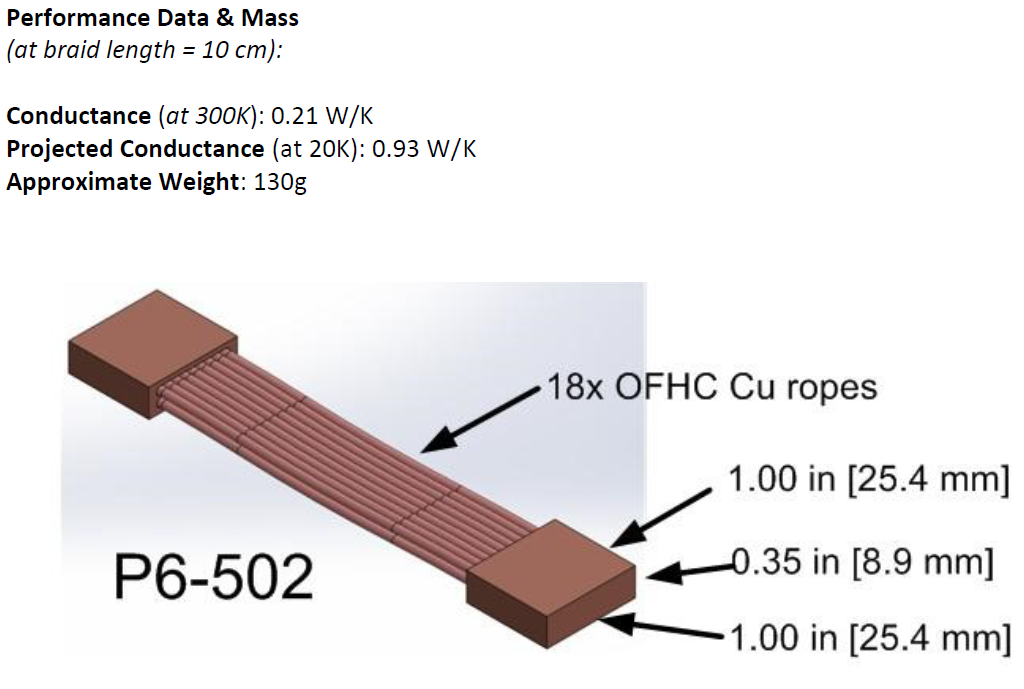 Performance Data & Mass
(at braid length = 10 cm):
Conductance (at 300K): 0.21 W/K
Projected Conductance (at 20K): 0.93 W/K
Approximate Weight: 130g
18x OFHC Cu ropes
1.00 in [25.4 mm]
0.35 in [8.9 mm]
P6-502
1.00 in [25.4 mm]